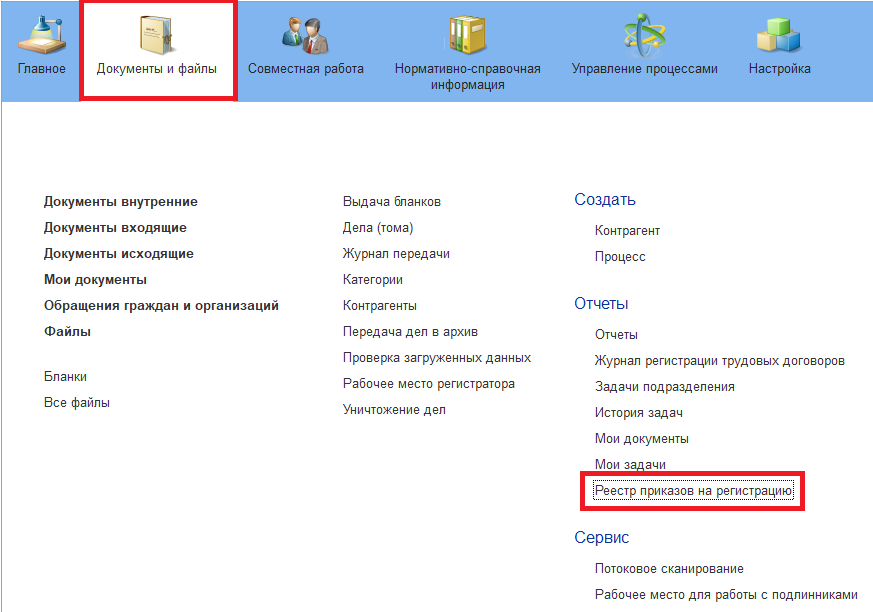 Главное
Документы и файлы
Совместная работа
Нормативно-справочная
информация
Управление процессами
Настройка
Документы внутренние
Документы входящие
Документы исходящие
Мои документы
Обращения граждан и организаций
Файлы
Бланки
Все файлы
Выдача бланков
Дела (тома)
Журнал передачи
Категории
Контрагенты
Передача дел в архив
Проверка загруженных данных
Рабочее место регистратора
Уничтожение дел
Создать
Контрагент
Процесс
Отчеты
Отчеты
Журнал регистрации трудовых договоров
Задачи подразделения
История задач
Мои документы
Мои задачи
Реестр приказов на регистрацию
Сервис
Потоковое сканирование
Рабочее место для работы с подлинниками